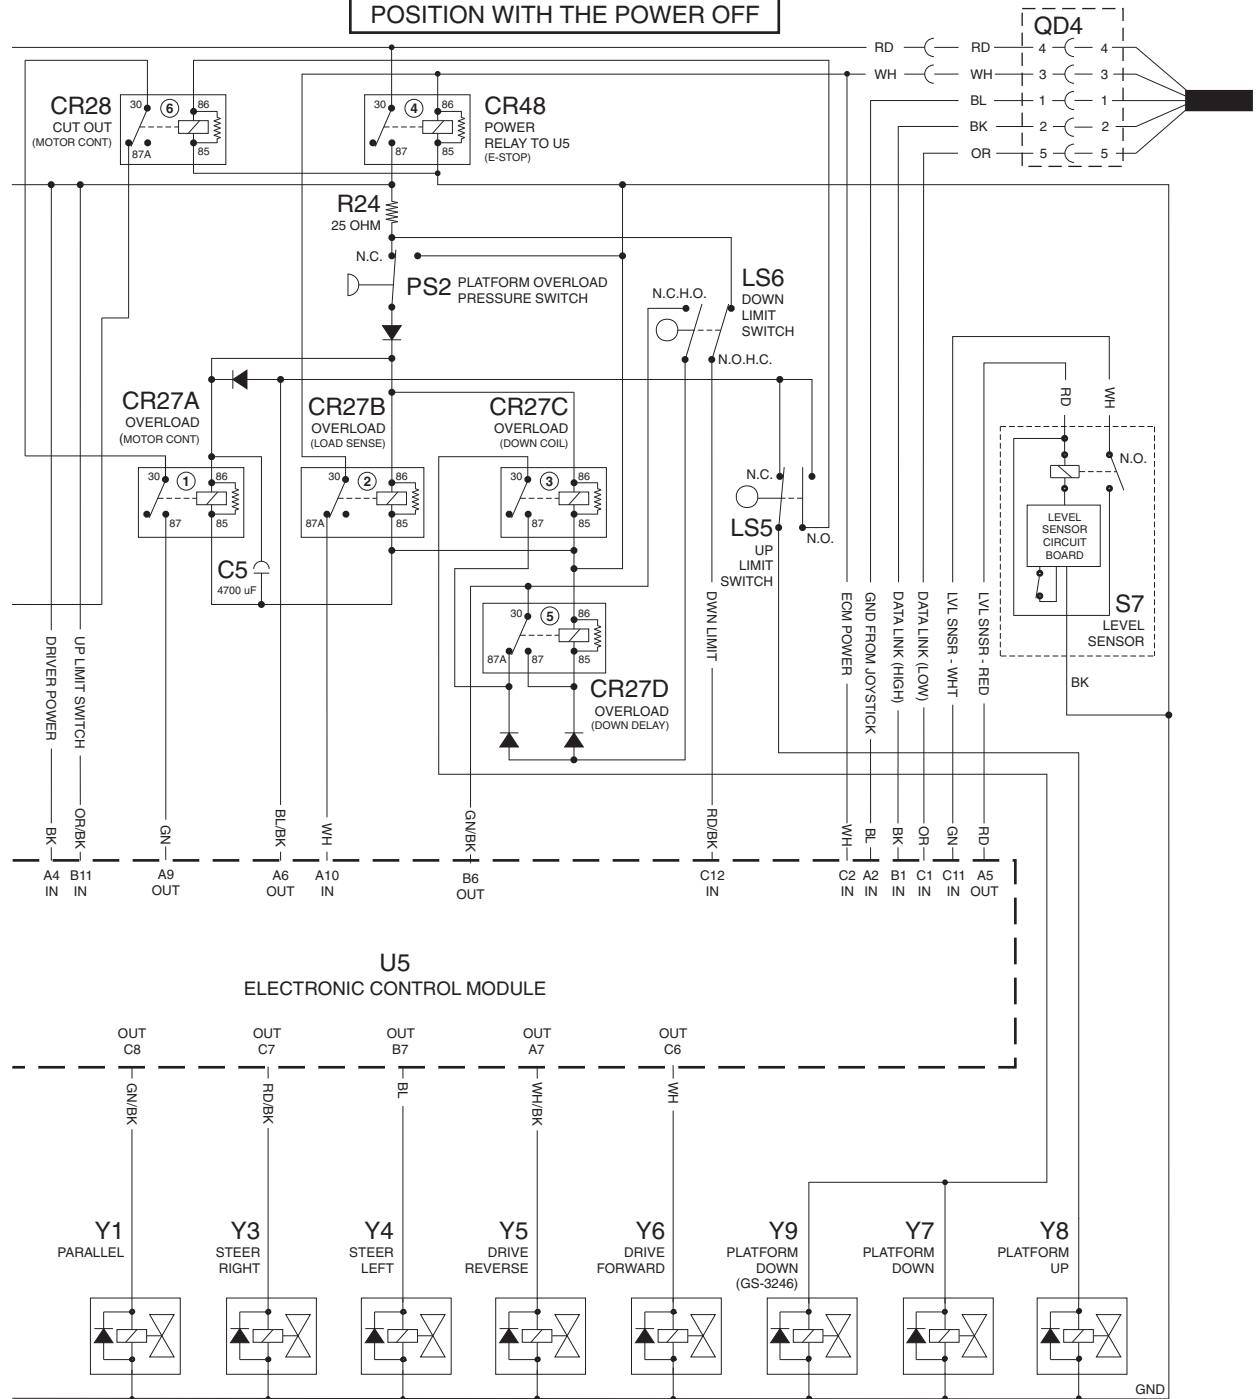 POSITION WITH THE POWER OFF
QD4
RD RD 4 4
WH WH 3 3
BL 1 1
BK 2 2
OR 5 5
CR28
CUT OUT
(MOTOR CONT)
30 6 86
87A 85
30 4 86
87 85
CR48
POWER
RELAY TO U5
(E-STOP)
R24
25 OHM
N.C.
PS2 PLATFORM OVERLOAD
PRESSURE SWITCH
N.C.H.O.
LS6
DOWN
LIMIT
SWITCH
N.O.H.C.
CR27A
OVERLOAD
(MOTOR CONT)
30 1 86
87 85
C5
4700 uF
CR27B
OVERLOAD
(LOAD SENSE)
30 2 86
87A 85
CR27C
OVERLOAD
(DOWN COIL)
30 3 86
87 85
30 5 86
87A 87 85
CR27D
OVERLOAD
(DOWN DELAY)
N.C.
LS5
N.O.
UP
LIMIT
SWITCH
RD
WH
N.O.
LEVEL
SENSOR
CIRCUIT
BOARD
S7
LEVEL
SENSOR
BK
DRIVER POWER
UP LIMIT SWITCH
DWN LIMIT
ECM POWER
GND FROM JOYSTICK
DATA LINK (HIGH)
DATA LINK (LOW)
LVL SNSR - WHT
LVL SNSR - RED
BK
OR/BK
GN
BL/BK
WH
GN/BK
RD/BK
WH
BL
BK
OR
GN
RD
A4 B11 A9 A6 A10 B6 C12 C2 A2 B1 C1 C11 A5
IN IN OUT OUT IN OUT IN IN IN IN IN IN OUT
U5
ELECTRONIC CONTROL MODULE
OUT OUT OUT OUT OUT
C8 C7 B7 A7 C6
GN/BK
RD/BK
BL
WH/BK
WH
Y1
PARALLEL
Y3
STEER
RIGHT
Y4
STEER
LEFT
Y5
DRIVE
REVERSE
Y6
DRIVE
FORWARD
Y9
PLATFORM
DOWN
(GS-3246)
Y7
PLATFORM
DOWN
Y8
PLATFORM
UP
GND